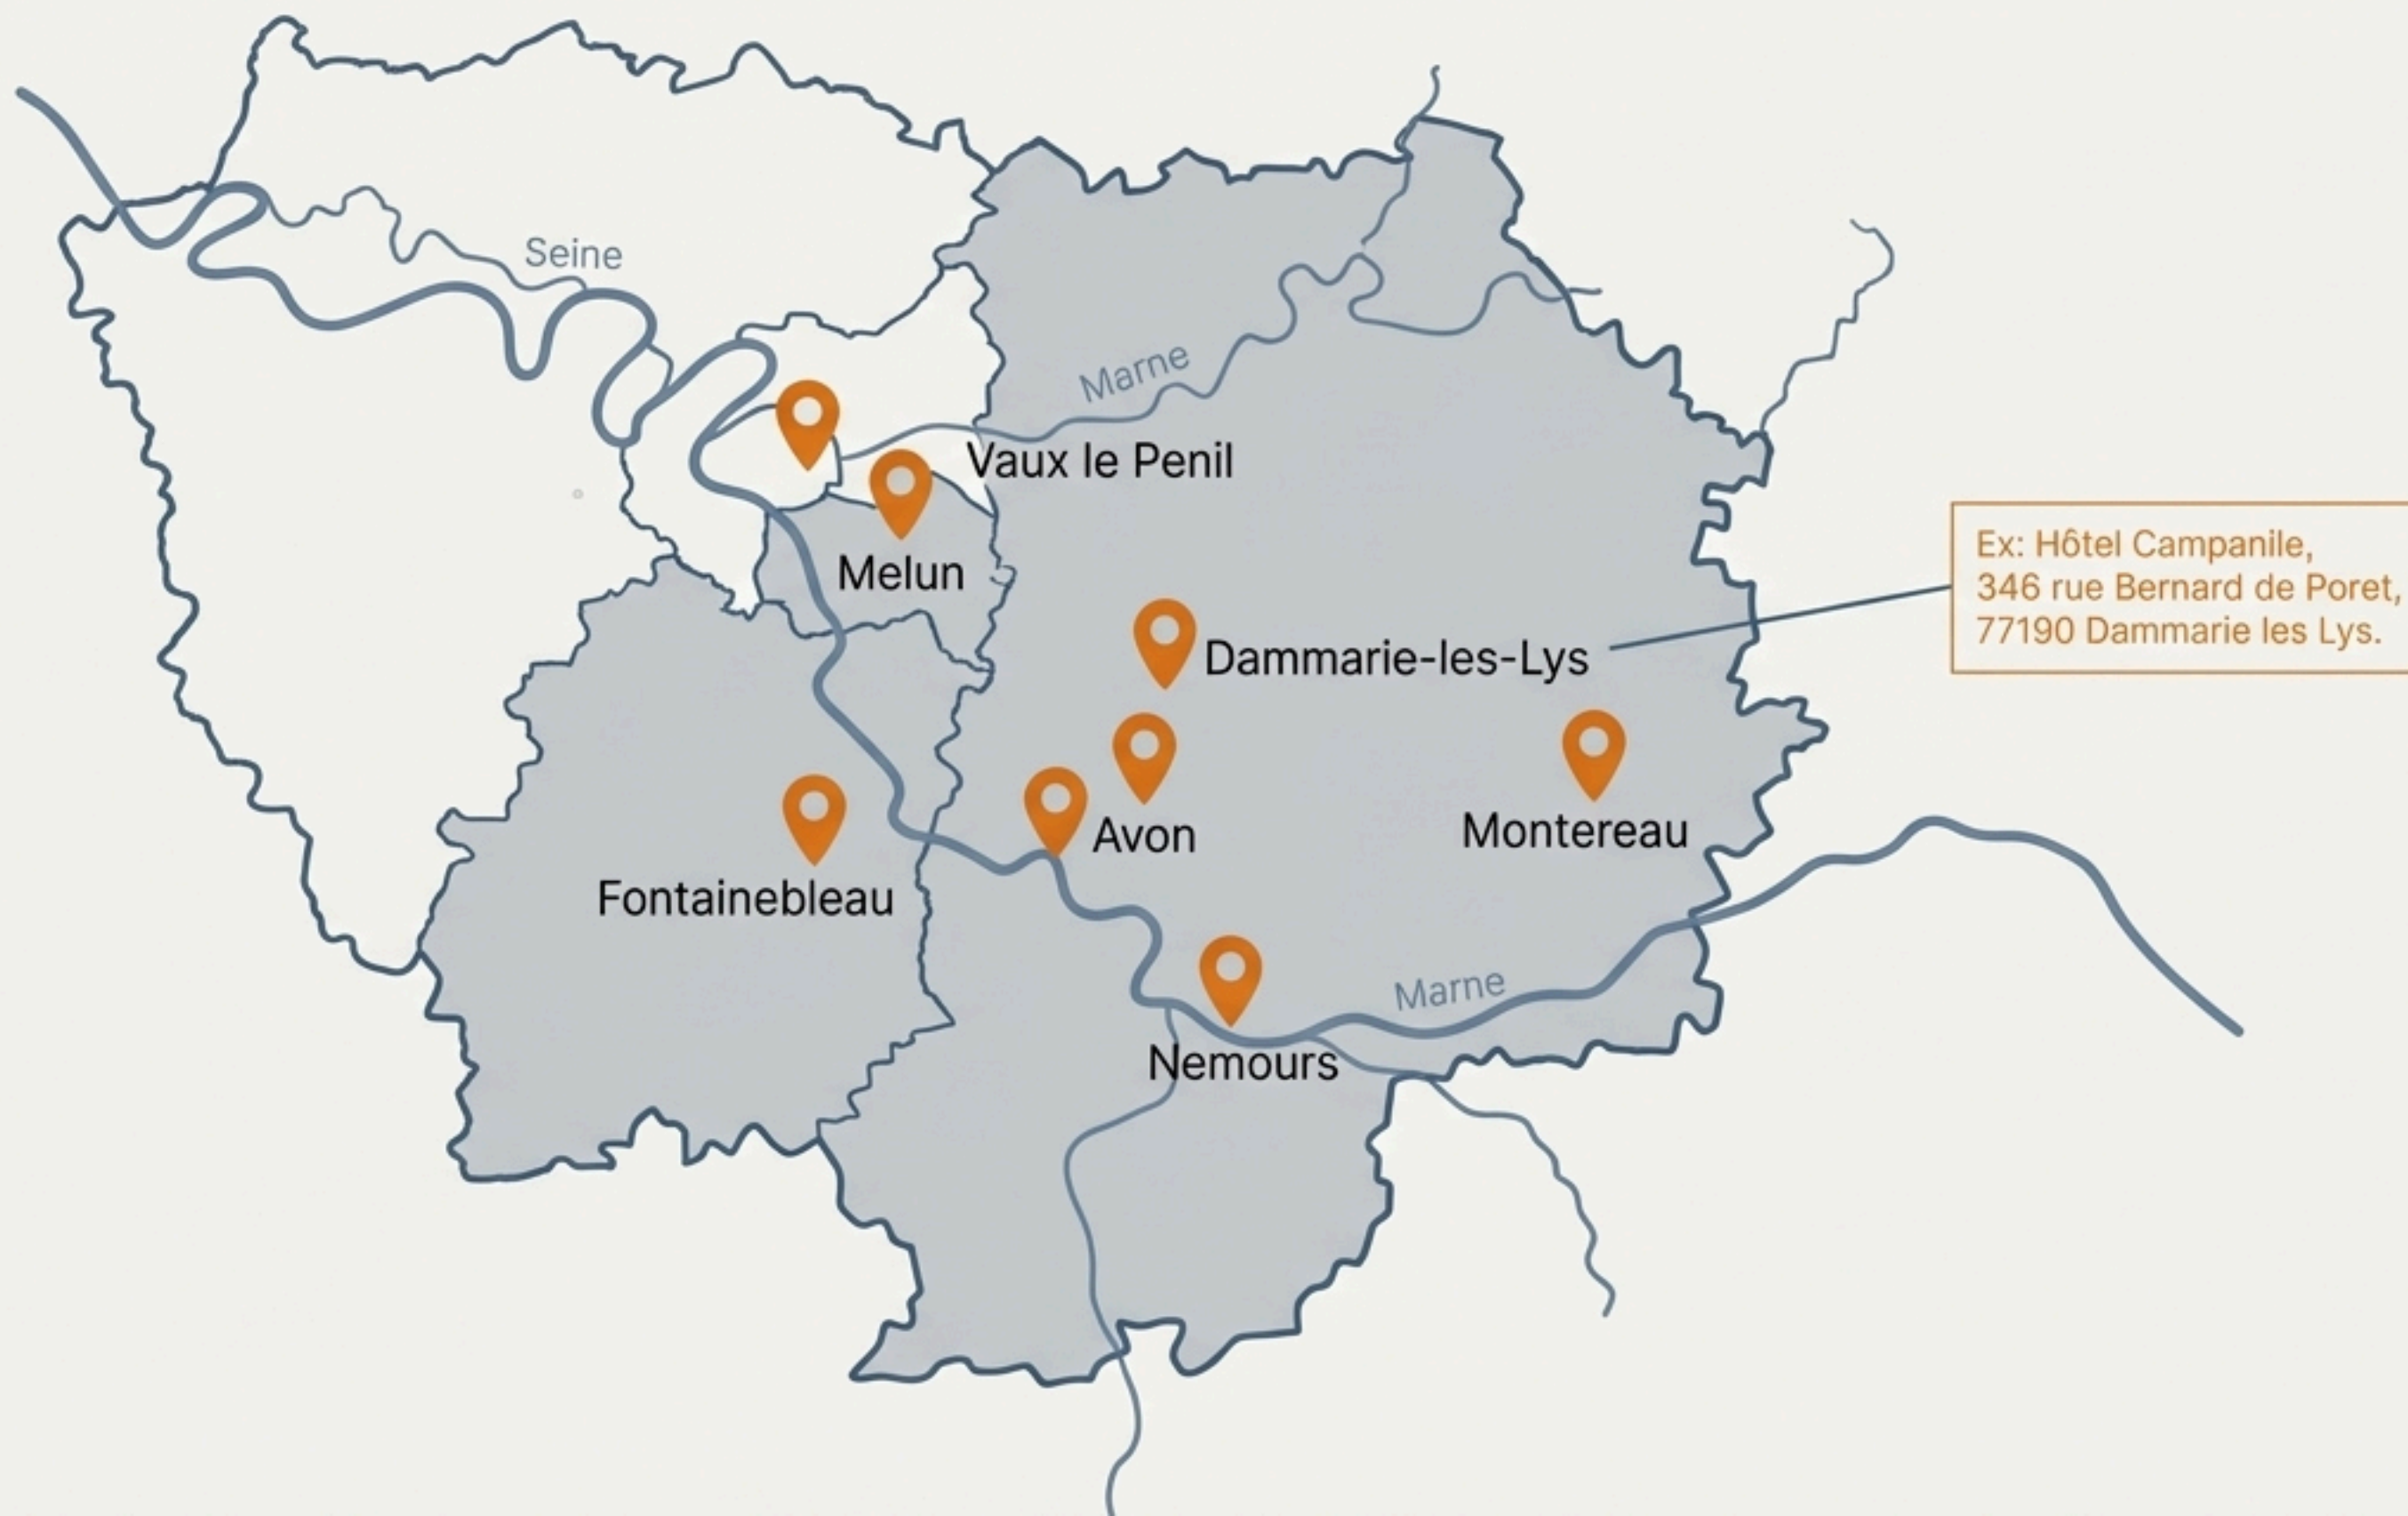 Seine
Marne
Vaux le Penil
Melun
Ex: Hôtel Campanile,
346 rue Bernard de Poret,
77190 Dammarie les Lys.
Dammarie-les-Lys
Avon
Montereau
Fontainebleau
Marne
Nemours